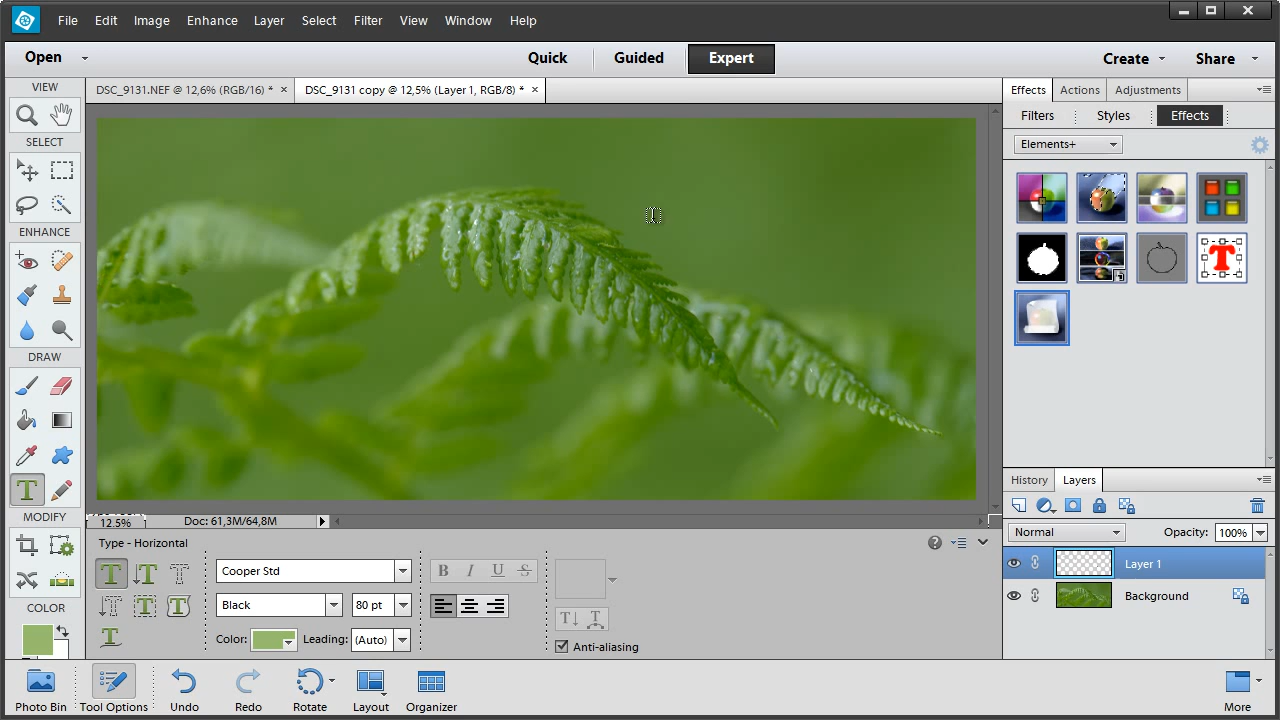 File Edit Image Enhance Layer Select Filter View Window Help
Open Quick Guided Expert Create Share
VIEW
DSC_9131.NEF @ 12,6% (RGB/16) * × DSC_9131 copy @ 12,5% (Layer 1, RGB/8) * ×
Effects Actions Adjustments
Filters Styles Effects
SELECT
Elements+
ENHANCE
DRAW
History Layers
MODIFY
12.5% Doc: 61,3M/64,8M
Normal Opacity: 100%
Type - Horizontal
Layer 1
Cooper Std B I U S
Background
Black 80 pt
COLOR
Color: Leading: (Auto) Anti-aliasing
Photo Bin Tool Options Undo Redo Rotate Layout Organizer More